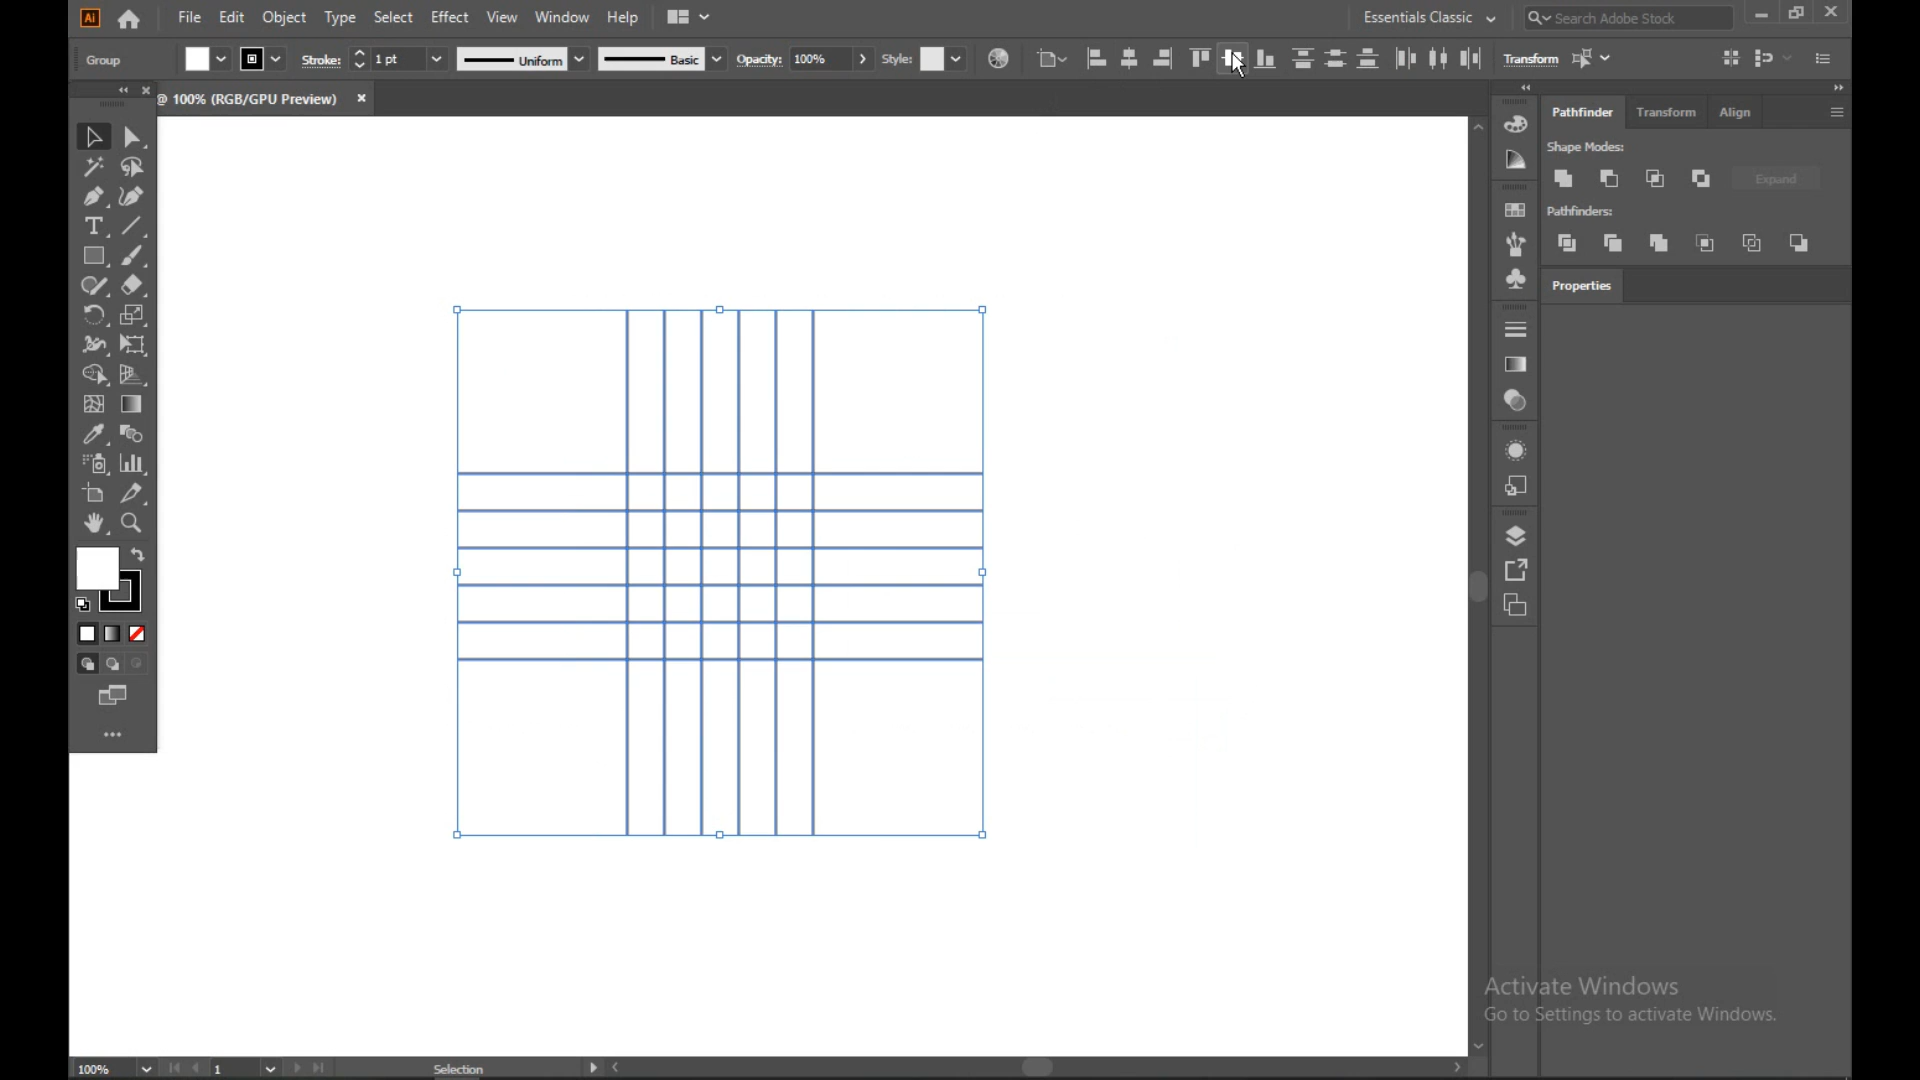 Ai File Edit Object Type Select Effect View Window Help Essentials Classic Search Adobe Stock
Group Stroke: 1 pt Uniform Basic Opacity: 100% Style: Transform
@ 100% (RGB/GPU Preview)
Pathfinder Transform Align
Shape Modes:
Expand
Pathfinders:
Properties
Activate Windows
Go to Settings to activate Windows.
100% 1 Selection